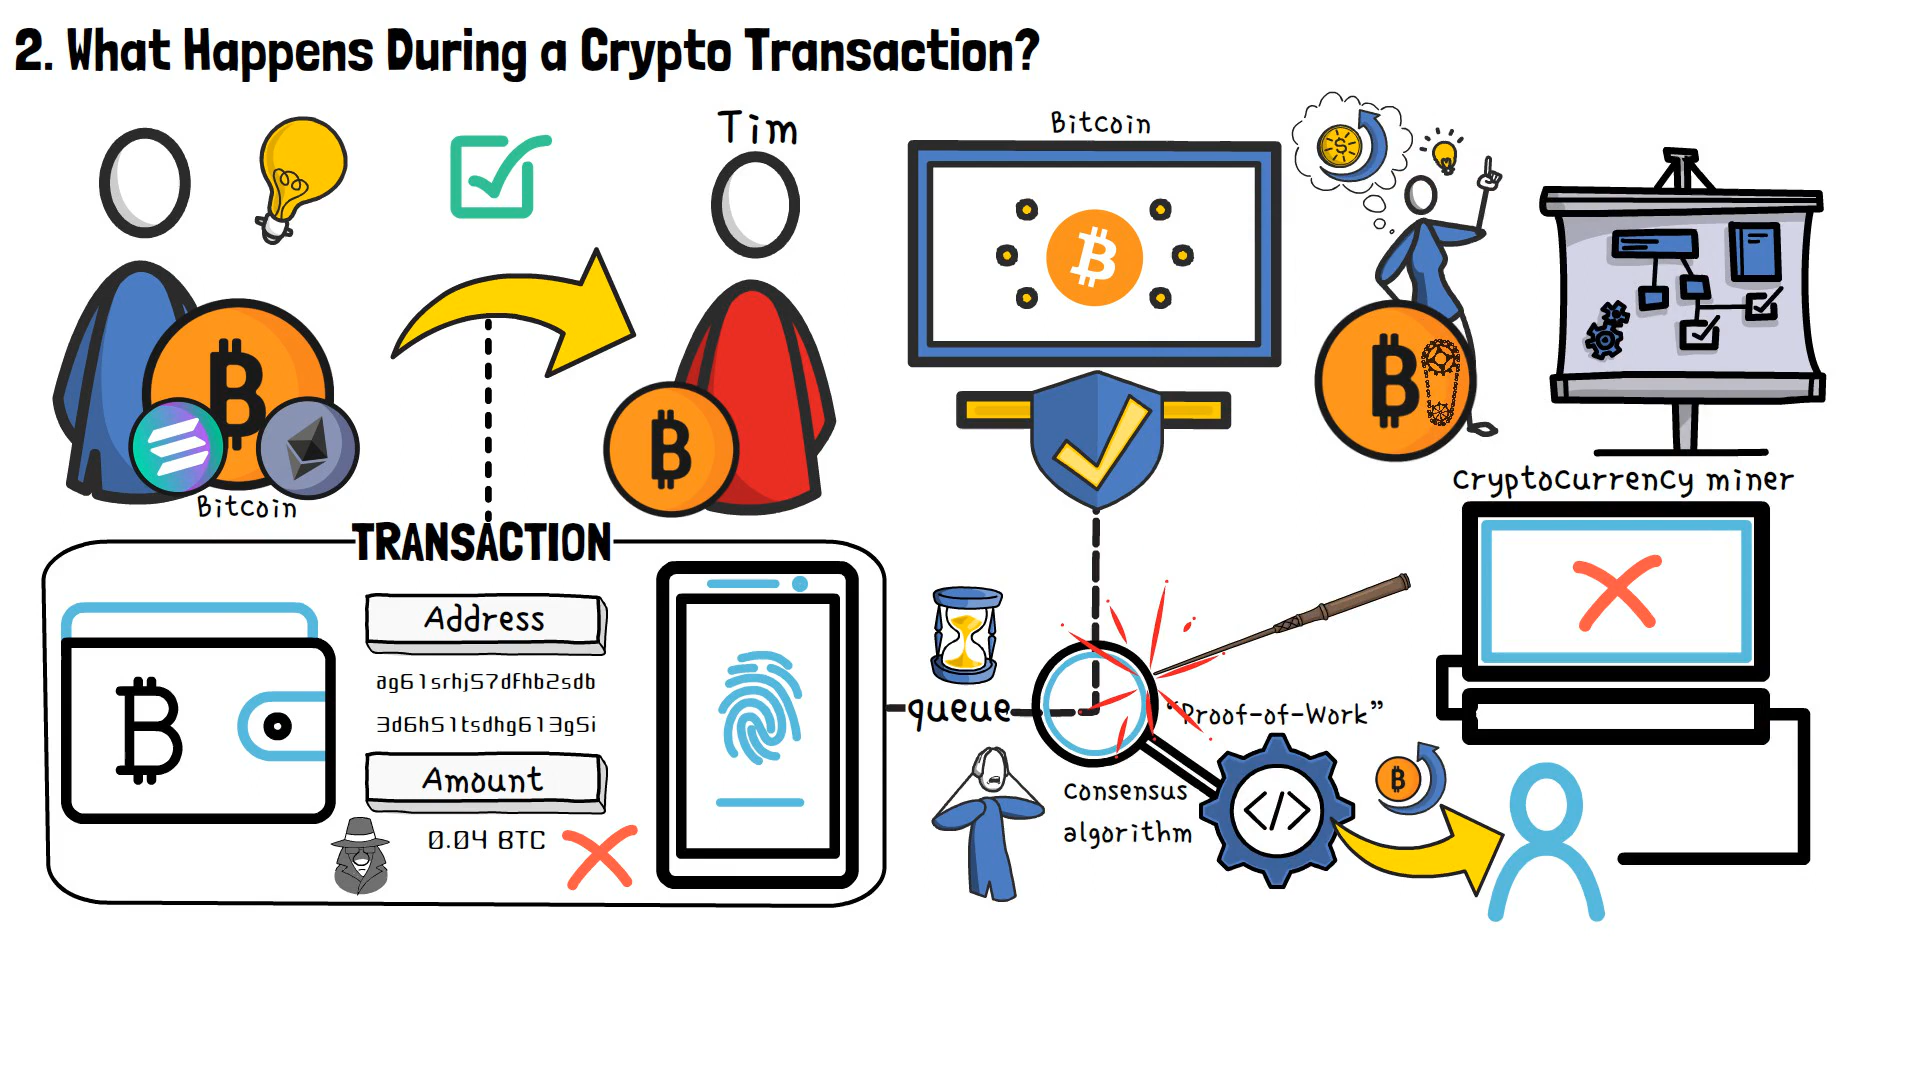 2. What Happens During a Crypto Transaction?
Tim
Bitcoin
Bitcoin
cryptocurrency miner
TRANSACTION
Address
ag61srhj57dfhb2sdb
3d6h51tsdhg613g5i
Amount
0.04 BTC
queue
"Proof-of-Work"
consensus
algorithm